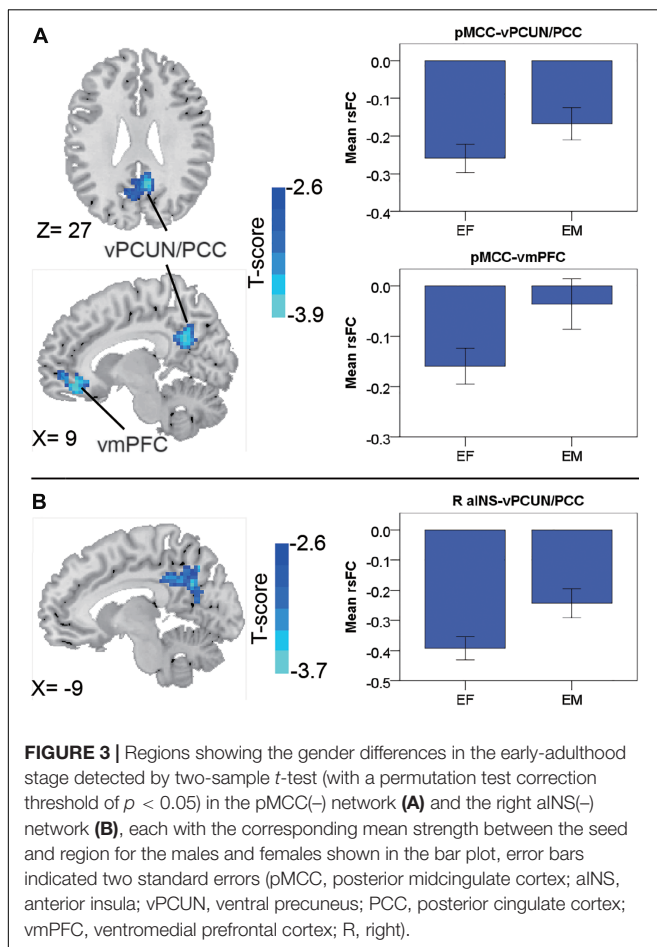 A
Z= 27
vPCUN/PCC
X= 9
vmPFC
T-score
-2.6
-3.9
pMCC-vPCUN/PCC
Mean rsFC
0.0
-0.1
-0.2
-0.3
-0.4
EF EM
pMCC-vmPFC
Mean rsFC
0.0
-0.1
-0.2
-0.3
EF EM
B
X= -9
T-score
-2.6
-3.7
R aINS-vPCUN/PCC
Mean rsFC
0.0
-0.1
-0.2
-0.3
-0.4
-0.5
EF EM
FIGURE 3 | Regions showing the gender differences in the early-adulthood
stage detected by two-sample t-test (with a permutation test correction
threshold of p < 0.05) in the pMCC(–) network (A) and the right aINS(–)
network (B), each with the corresponding mean strength between the seed
and region for the males and females shown in the bar plot, error bars
indicated two standard errors (pMCC, posterior midcingulate cortex; aINS,
anterior insula; vPCUN, ventral precuneus; PCC, posterior cingulate cortex;
vmPFC, ventromedial prefrontal cortex; R, right).